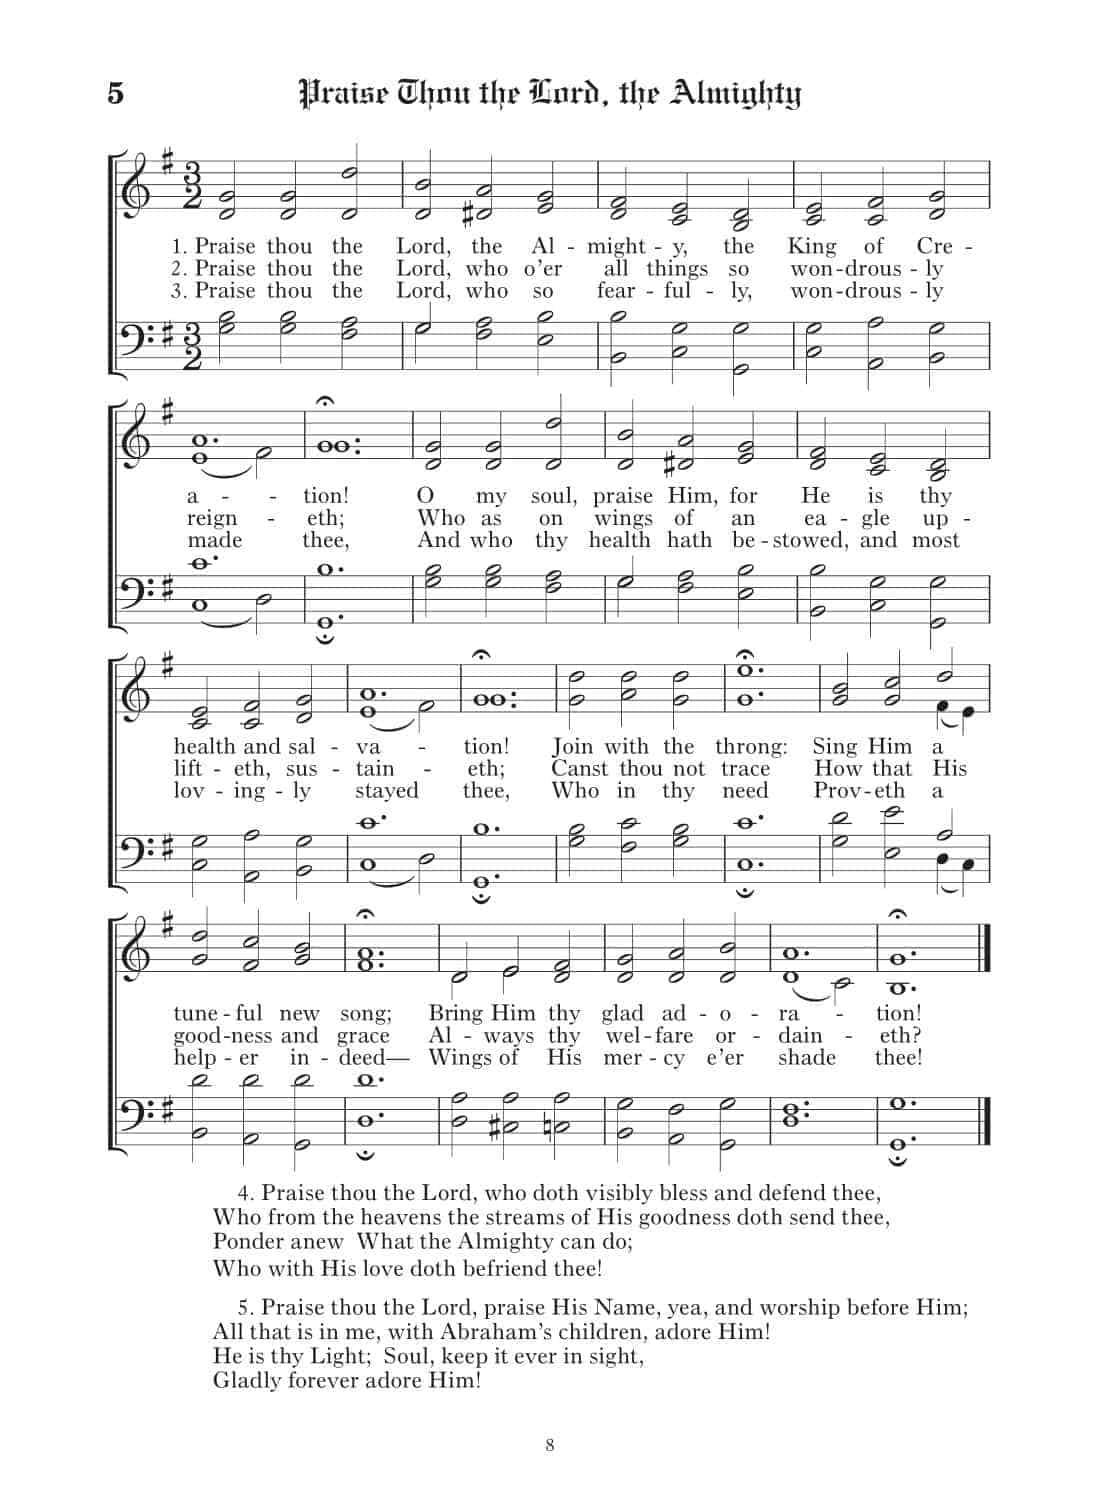 5 Praise Thou the Lord, the Almighty
1. Praise thou the Lord, the Al - might - y, the King of Cre -
2. Praise thou the Lord, who o'er all things so won - drous - ly
3. Praise thou the Lord, who so fear - ful - ly, won - drous - ly
a - - tion! O my soul, praise Him, for He is thy
reign - eth; Who as on wings of an ea - gle up -
made thee, And who thy health hath be - stowed, and most
health and sal - va - tion! Join with the throng: Sing Him a
lift - eth, sus - tain - eth; Canst thou not trace How that His
lov - ing - ly stayed thee, Who in thy need Prov - eth a
tune - ful new song; Bring Him thy glad ad - o - ra - tion!
good - ness and grace Al - ways thy wel - fare or - dain - eth?
help - er in - deed— Wings of His mer - cy e'er shade thee!
4. Praise thou the Lord, who doth visibly bless and defend thee,
Who from the heavens the streams of His goodness doth send thee,
Ponder anew What the Almighty can do;
Who with His love doth befriend thee!
5. Praise thou the Lord, praise His Name, yea, and worship before Him;
All that is in me, with Abraham's children, adore Him!
He is thy Light; Soul, keep it ever in sight,
Gladly forever adore Him!
8